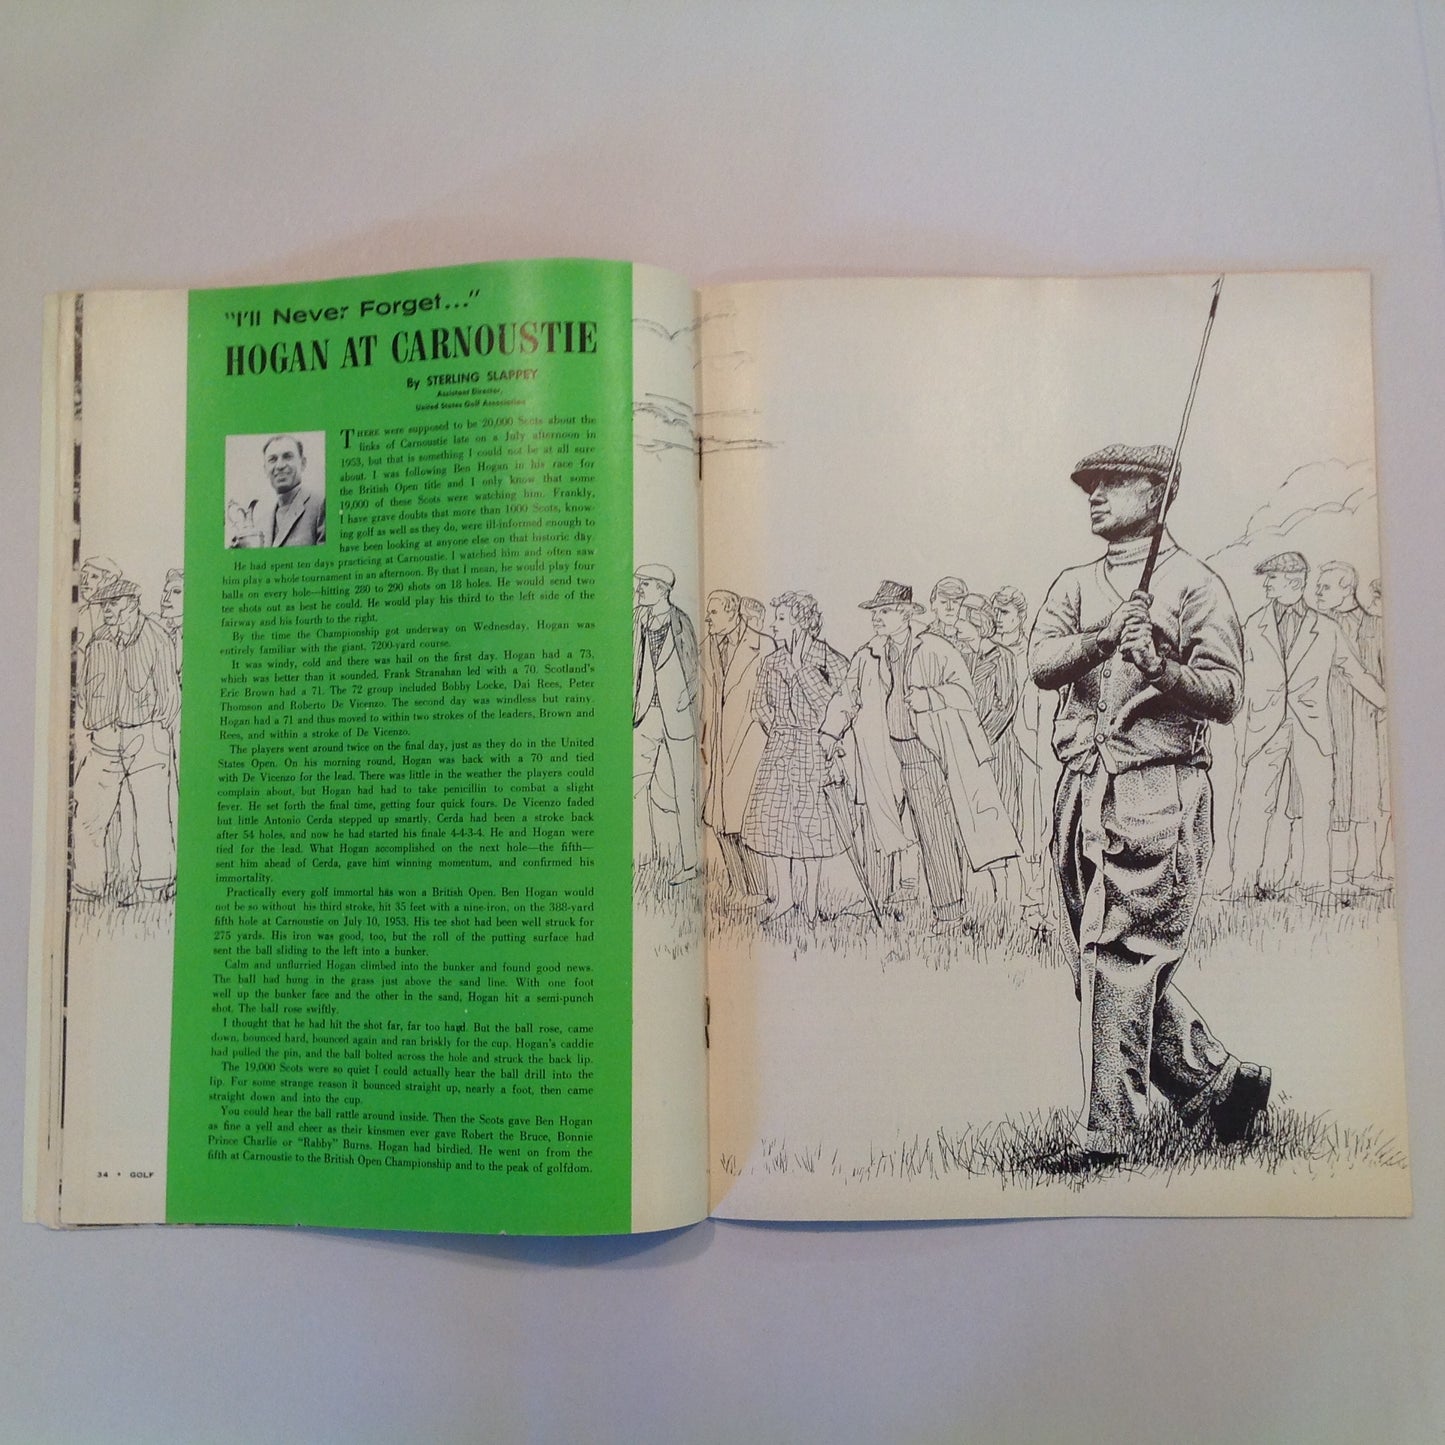 "I'll Never Forget..."
HOGAN AT CARNOUSTIE
By STERLING SLAPPEY
Assistant Director,
United States Golf Association
THERE were supposed to be 20,000 Scots about the
links of Carnoustie late on a July afternoon in
1953, but that is something I could not be at all sure
about. I was following Ben Hogan in his race for
the British Open title and I only know that some
19,000 of these Scots were watching him. Frankly,
I have grave doubts that more than 1000 Scots, know-
ing golf as well as they do, were ill-informed enough to
have been looking at anyone else on that historic day.
He had spent ten days practicing at Carnoustie. I watched him and often saw
him play a whole tournament in an afternoon. By that I mean, he would play four
balls on every hole—hitting 280 to 290 shots on 18 holes. He would send two
tee shots out as best he could. He would play his third to the left side of the
fairway and his fourth to the right.
By the time the Championship got underway on Wednesday, Hogan was
entirely familiar with the giant, 7200-yard course.
It was windy, cold and there was hail on the first day. Hogan had a 73,
which was better than it sounded. Frank Stranahan led with a 70. Scotland's
Eric Brown had a 71. The 72 group included Bobby Locke, Dai Rees, Peter
Thomson and Roberto De Vicenzo. The second day was windless but rainy.
Hogan had a 71 and thus moved to within two strokes of the leaders, Brown and
Rees, and within a stroke of De Vicenzo.
The players went around twice on the final day, just as they do in the United
States Open. On his morning round, Hogan was back with a 70 and tied
with De Vicenzo for the lead. There was little in the weather the players could
complain about, but Hogan had had to take penicillin to combat a slight
fever. He set forth the final time, getting four quick fours. De Vicenzo faded
but little Antonio Cerda stepped up smartly. Cerda had been a stroke back
after 54 holes, and now he had started his finale 4-4-3-4. He and Hogan were
tied for the lead. What Hogan accomplished on the next hole—the fifth—
sent him ahead of Cerda, gave him winning momentum, and confirmed his
immortality.
Practically every golf immortal has won a British Open. Ben Hogan would
not be so without his third stroke, hit 35 feet with a nine-iron, on the 388-yard
fifth hole at Carnoustie on July 10, 1953. His tee shot had been well struck for
275 yards. His iron was good, too, but the roll of the putting surface had
sent the ball sliding to the left into a bunker.
Calm and unflurried Hogan climbed into the bunker and found good news.
The ball had hung in the grass just above the sand line. With one foot
well up the bunker face and the other in the sand, Hogan hit a semi-punch
shot. The ball rose swiftly.
I thought that he had hit the shot far, far too hard. But the ball rose, came
down, bounced hard, bounced again and ran briskly for the cup. Hogan's caddie
had pulled the pin, and the ball bolted across the hole and struck the back lip.
The 19,000 Scots were so quiet I could actually hear the ball drill into the
lip. For some strange reason it bounced straight up, nearly a foot, then came
straight down and into the cup.
You could hear the ball rattle around inside. Then the Scots gave Ben Hogan
as fine a yell and cheer as their kinsmen ever gave Robert the Bruce, Bonnie
Prince Charlie or "Rabby" Burns. Hogan had birdied. He went on from the
fifth at Carnoustie to the British Open Championship and to the peak of golfdom.
34 • GOLF